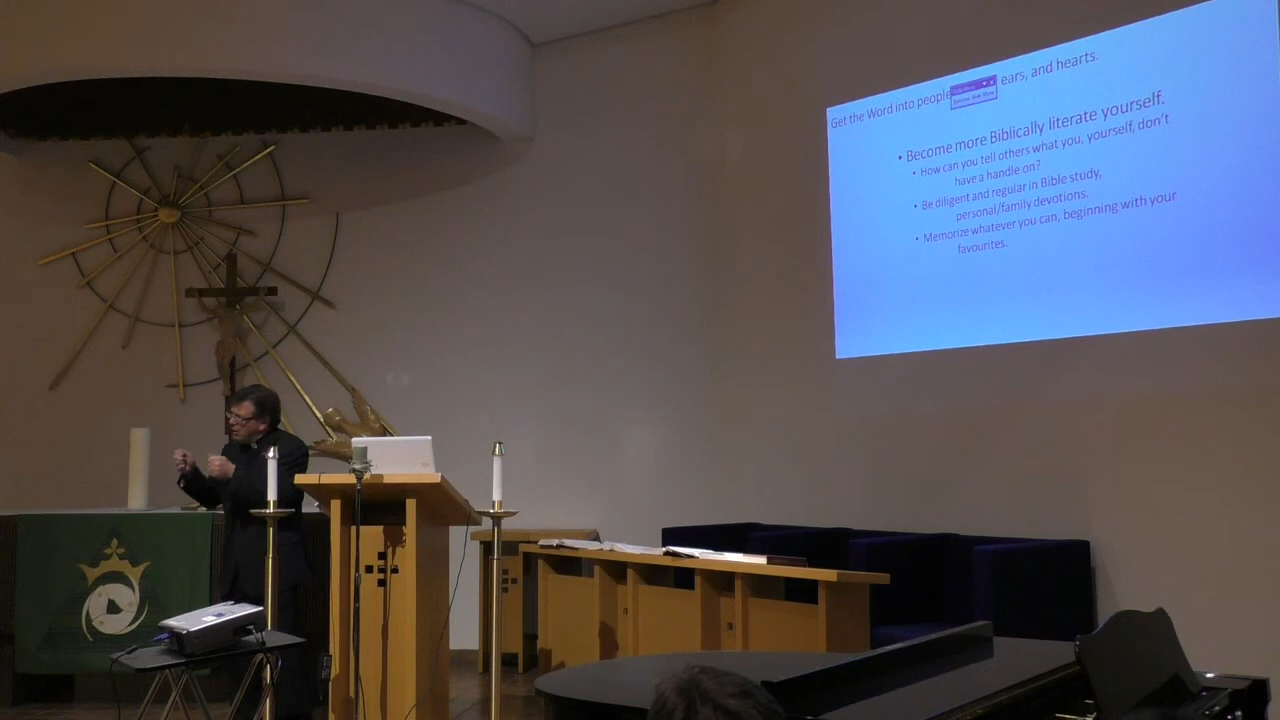 Get the Word into people ears, and hearts.
• Become more Biblically literate yourself.
• How can you tell others what you, yourself, don't
have a handle on?
• Be diligent and regular in Bible study,
personal/family devotions.
• Memorize whatever you can, beginning with your
favourites.